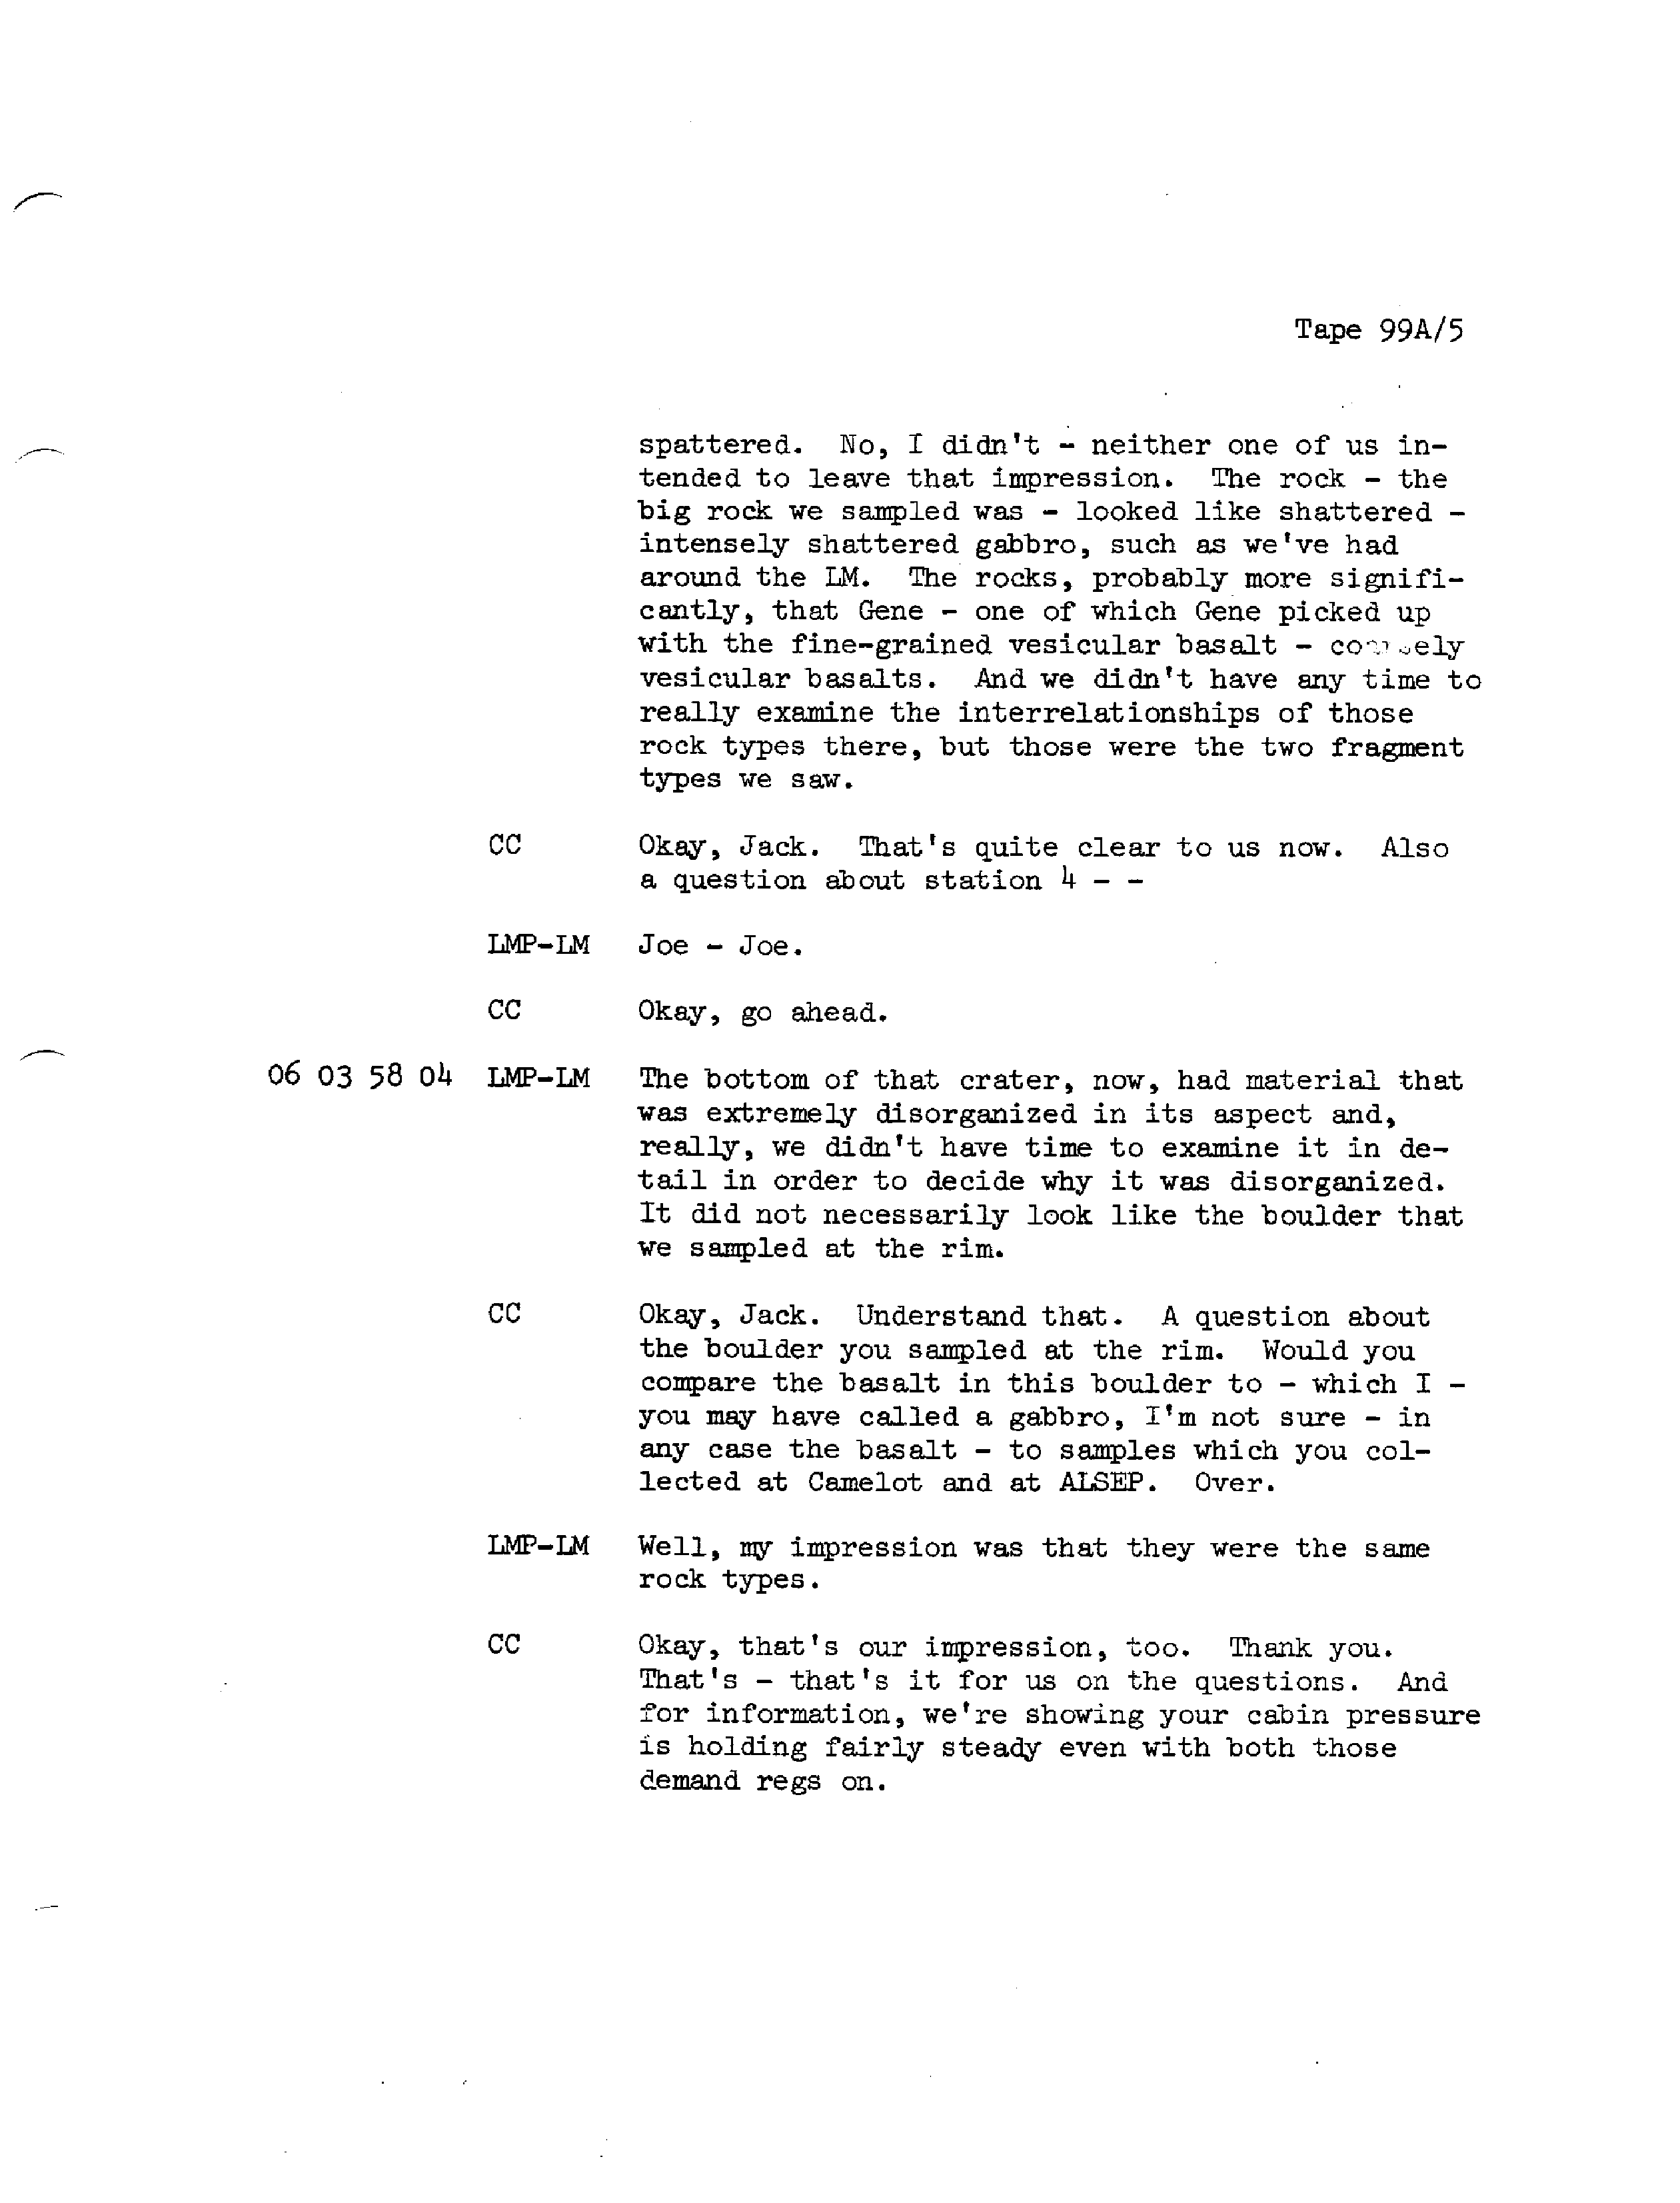 Tape 99A/5
spattered. No, I didn't - neither one of us in-
tended to leave that impression. The rock - the
big rock we sampled was - looked like shattered -
intensely shattered gabbro, such as we've had
around the LM. The rocks, probably more signifi-
cantly, that Gene - one of which Gene picked up
with the fine-grained vesicular basalt -
vesicular basalts. And we didn't have any time to
really examine the interrelationships of those
rock types there, but those were the two fragment
types we saw.
CC Okay, Jack. That's quite clear to us now. Also
a question about station 4 - -
LMP-LM Joe - Joe.
CC Okay, go ahead.
06 03 58 04 LMP-LM The bottom of that crater, now, had material that
was extremely disorganized in its aspect and,
really, we didn't have time to examine it in de-
tail in order to decide why it was disorganized.
It did not necessarily look like the boulder that
we sampled at the rim.
CC Okay, Jack. Understand that. A question about
the boulder you sampled at the rim. Would you
compare the basalt in this boulder to - which I -
you may have called a gabbro, I'm not sure - in
any case the basalt - to samples which you col-
lected at Camelot and at ALSEP. Over.
LMP-LM Well, my impression was that they were the same
rock types.
CC Okay, that's our impression, too. Thank you.
That's - that's it for us on the questions. And
for information, we're showing your cabin pressure
is holding fairly steady even with both those
demand regs on.